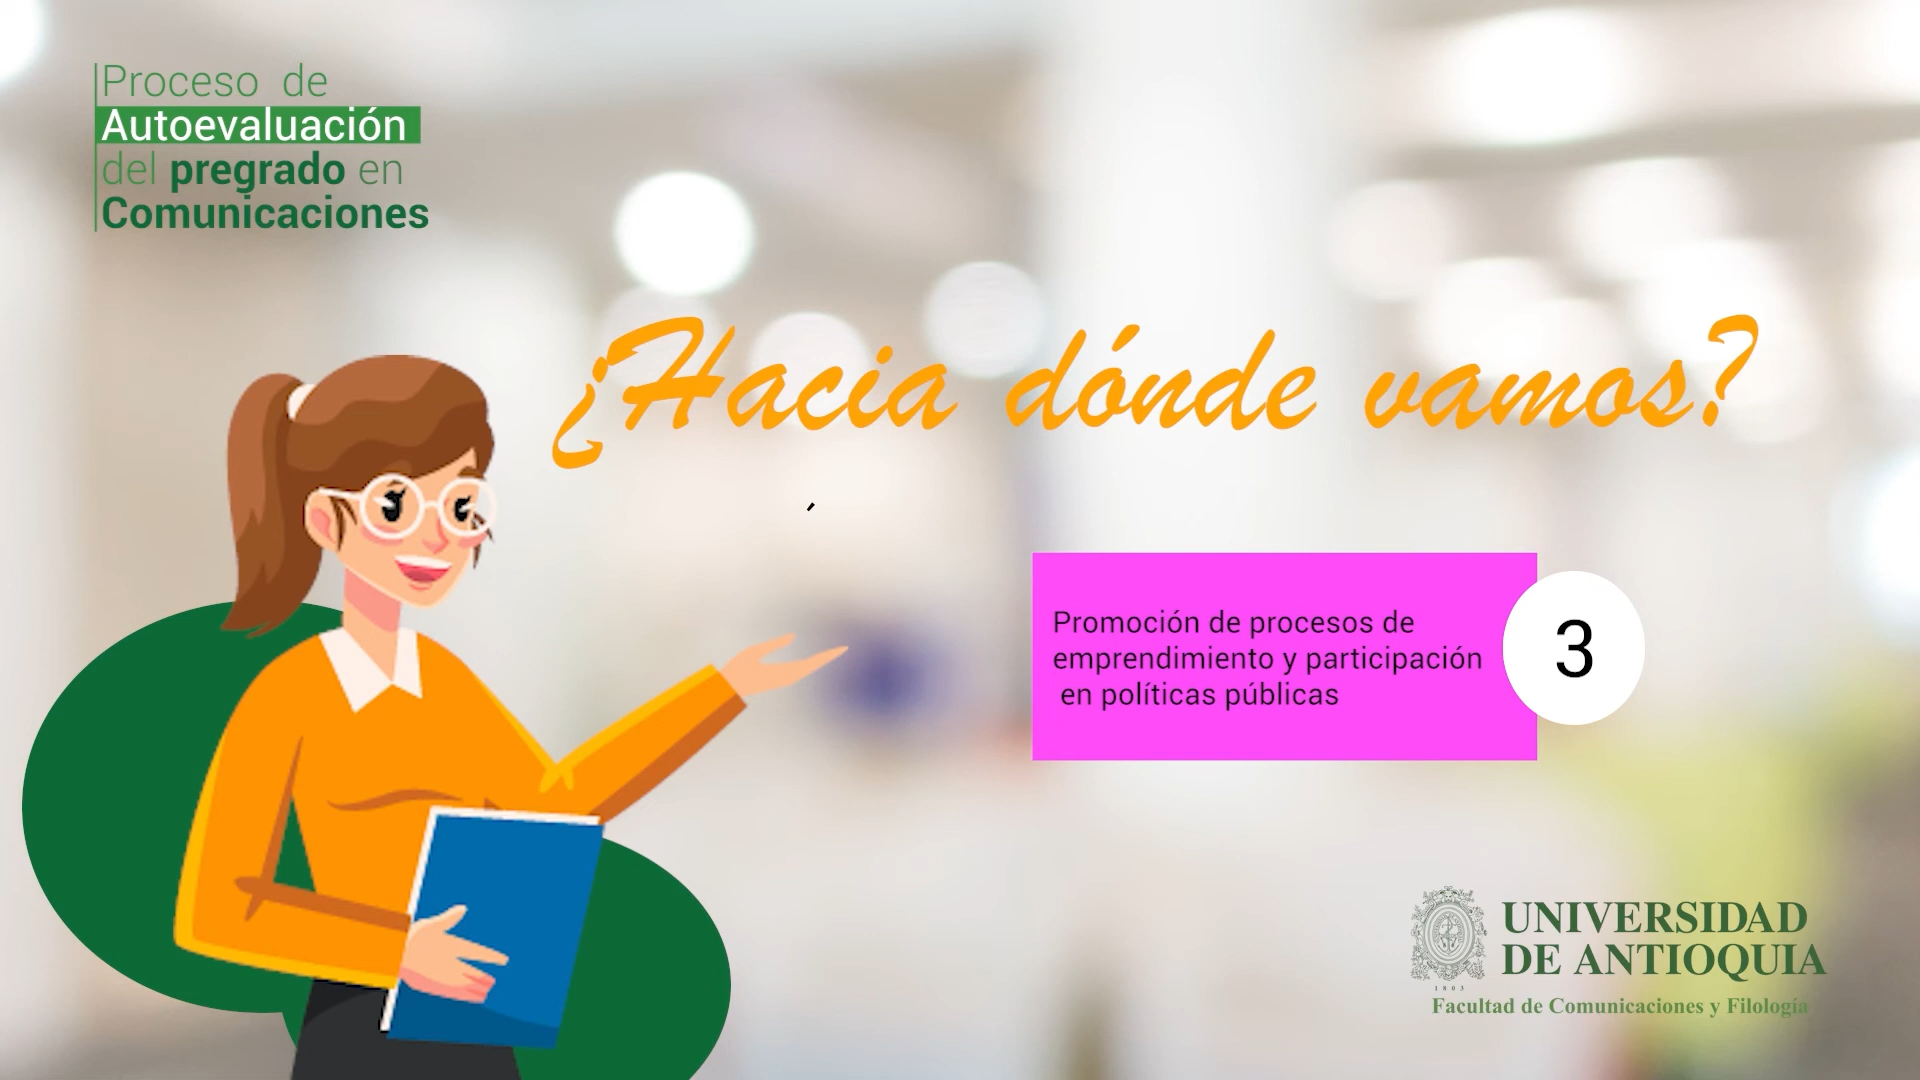 Proceso de
Autoevaluación
del pregrado en
Comunicaciones
¿Hacia dónde vamos?
Promoción de procesos de
emprendimiento y participación
en políticas públicas
3
UNIVERSIDAD
DE ANTIOQUIA
1803
Facultad de Comunicaciones y Filología